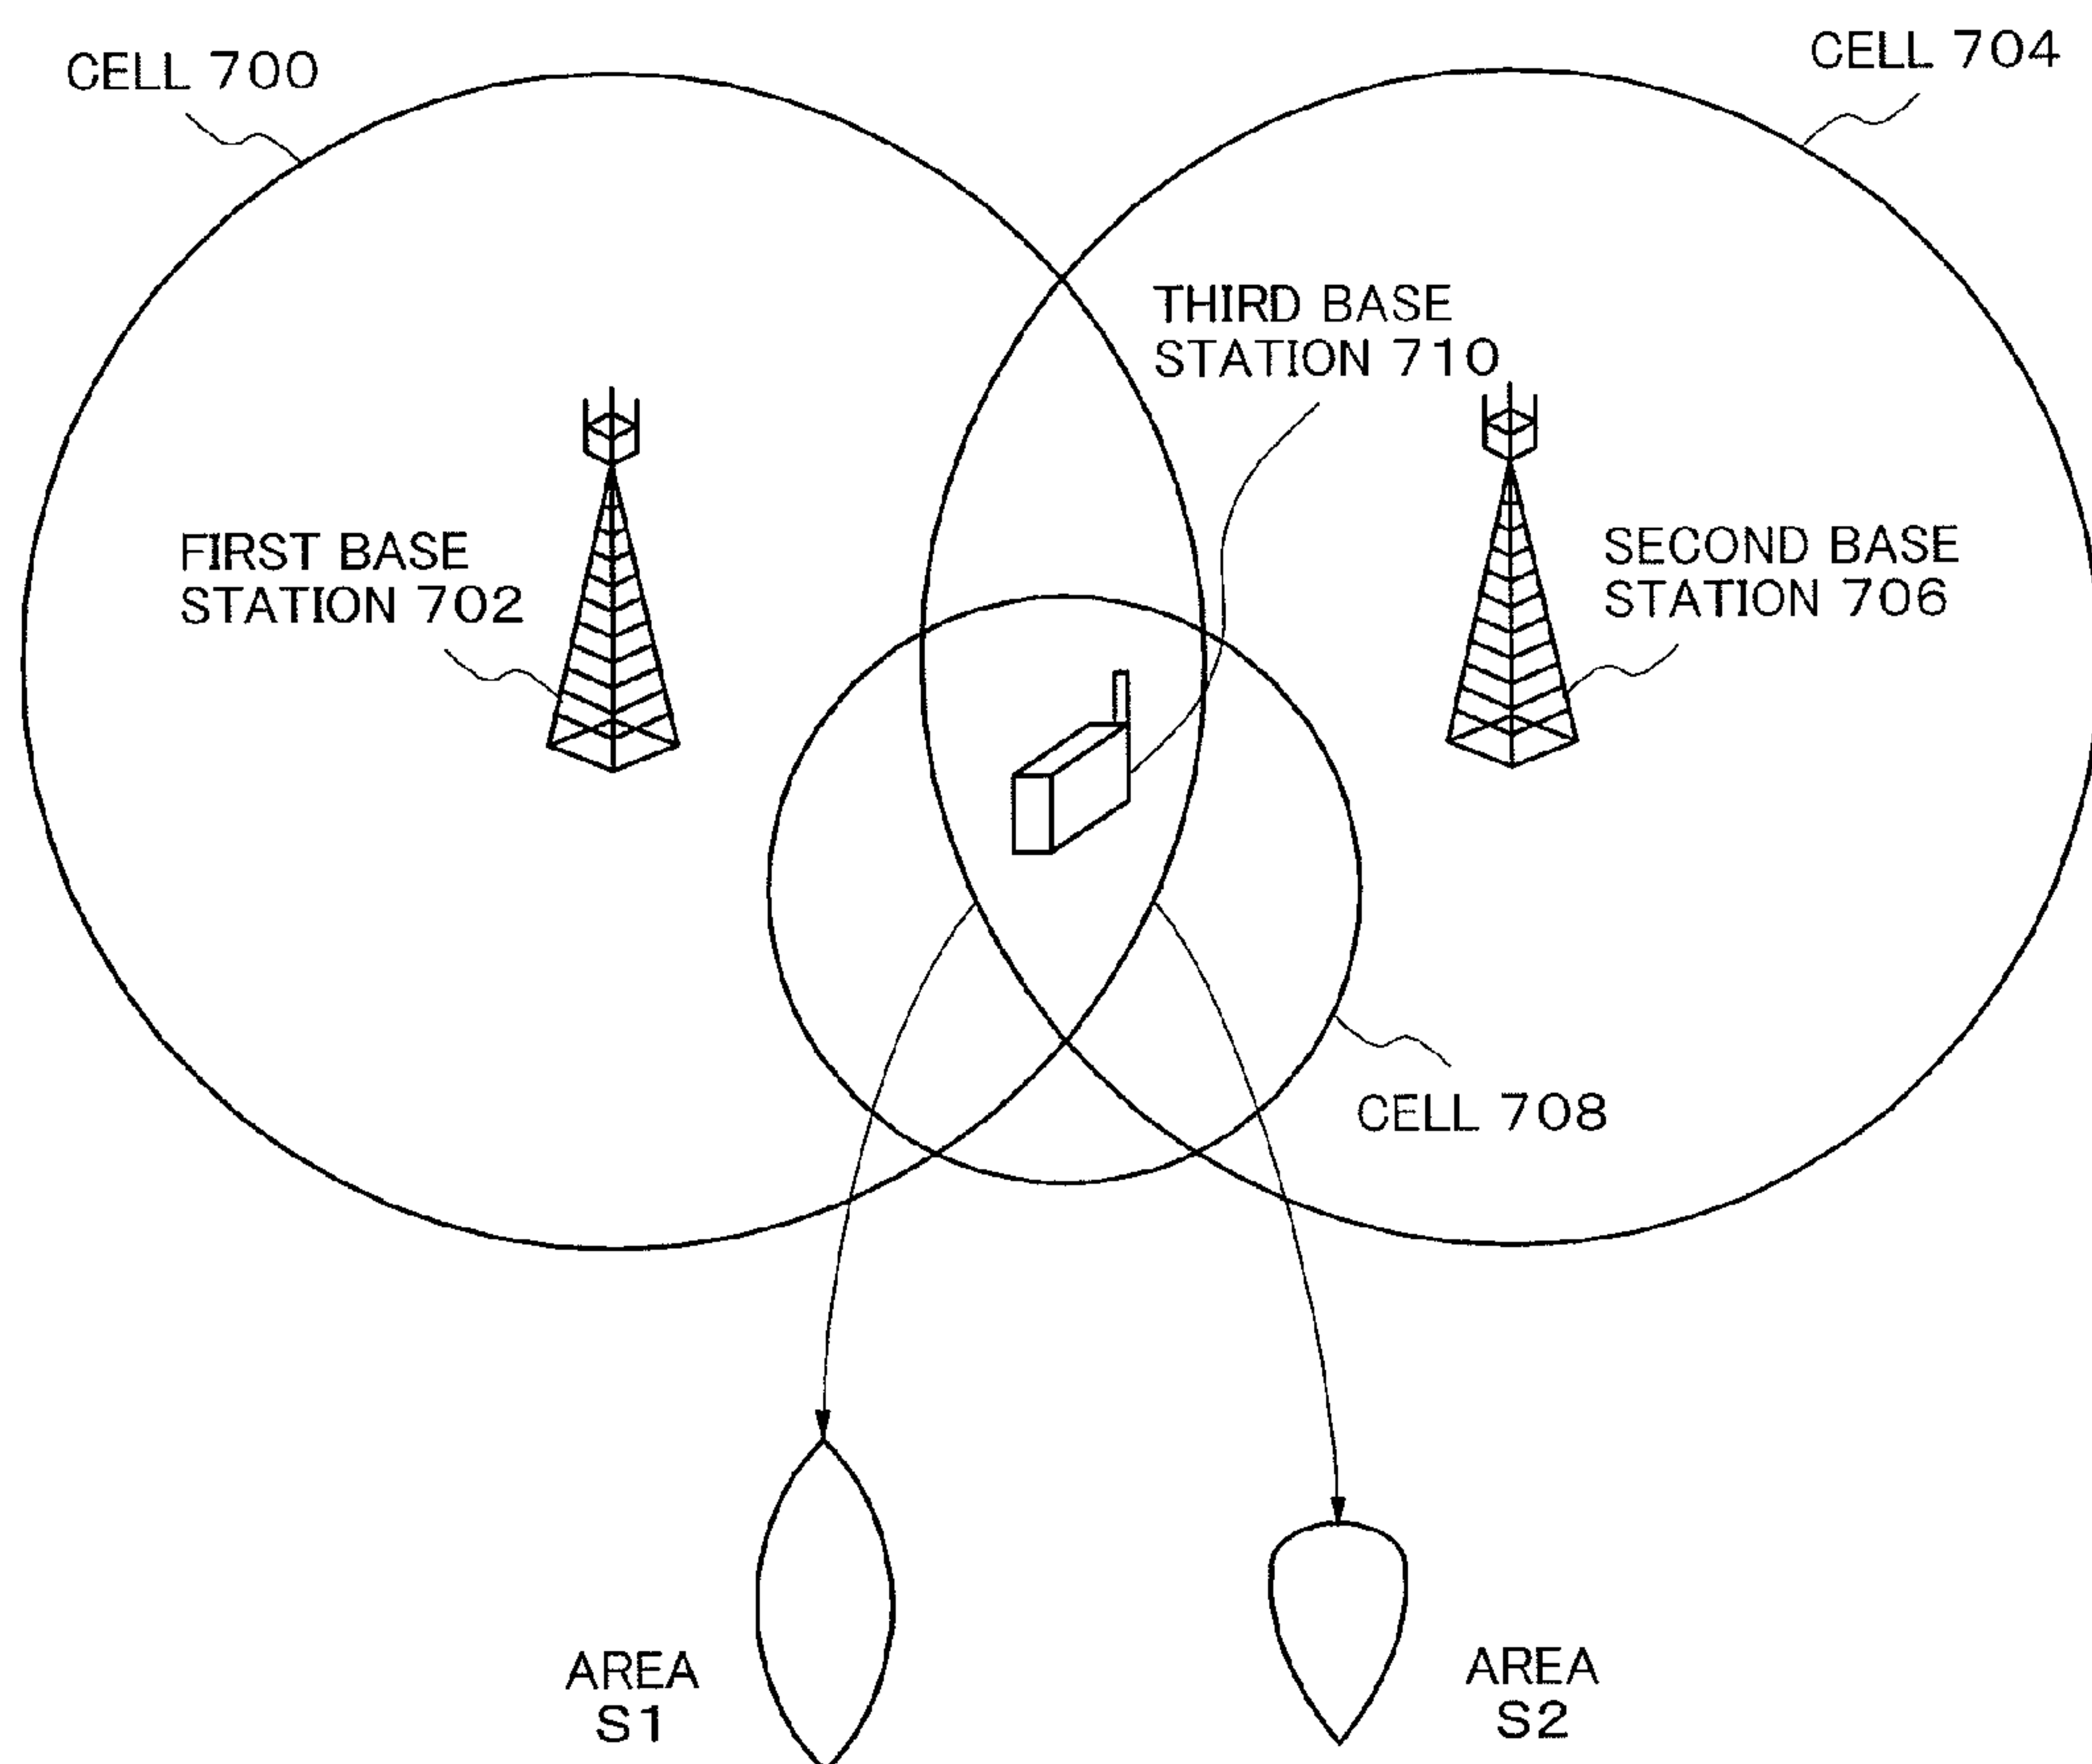 CELL 700
CELL 704
THIRD BASE
STATION 710
FIRST BASE
STATION 702
SECOND BASE
STATION 706
CELL 708
AREA
S1
AREA
S2